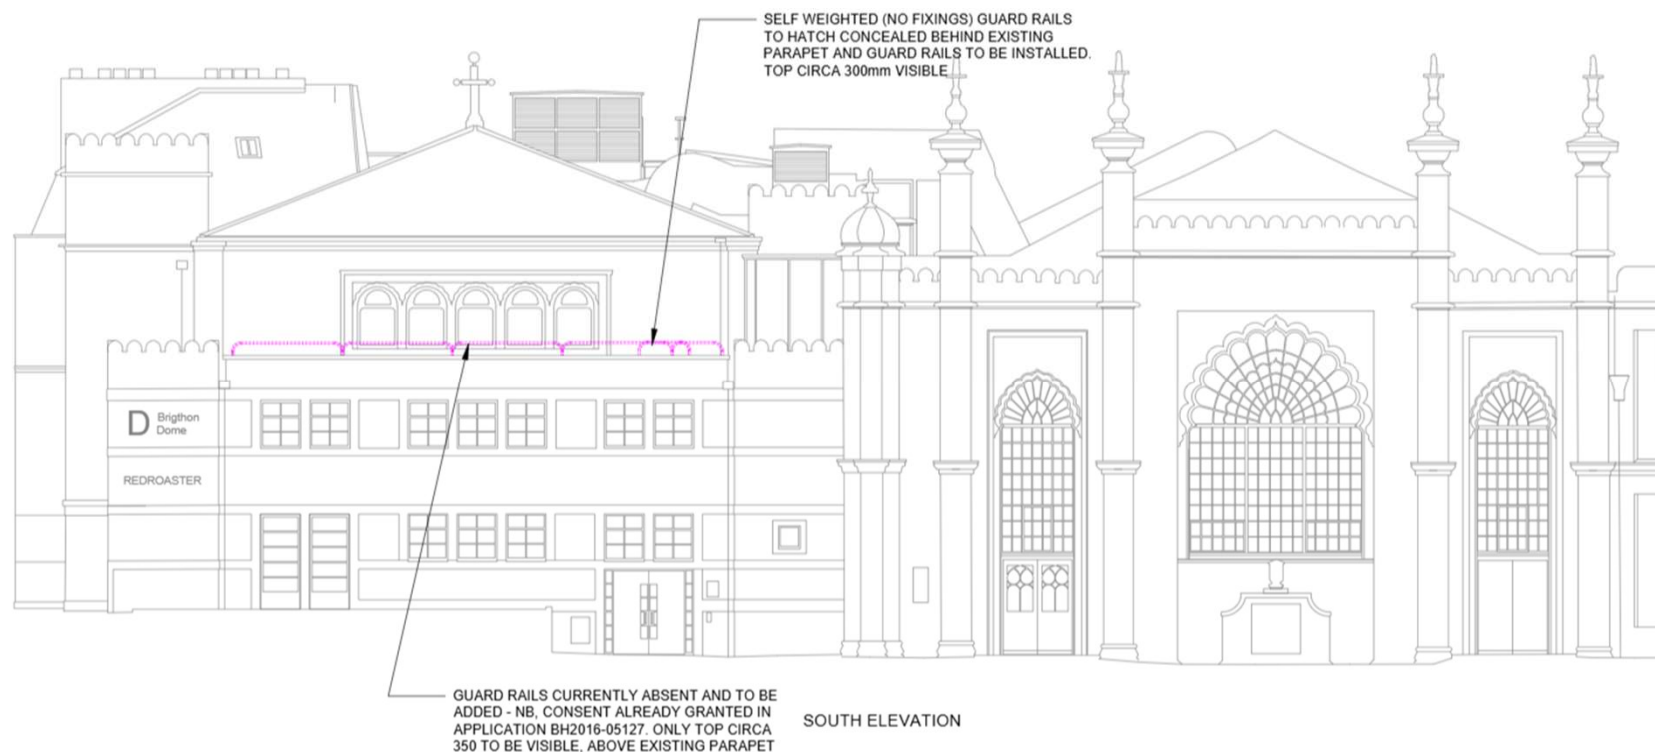 SELF WEIGHTED (NO FIXINGS) GUARD RAILS
TO HATCH CONCEALED BEHIND EXISTING
PARAPET AND GUARD RAILS TO BE INSTALLED.
TOP CIRCA 300mm VISIBLE
D Brigthon
Dome
REDROASTER
GUARD RAILS CURRENTLY ABSENT AND TO BE
ADDED - NB, CONSENT ALREADY GRANTED IN
APPLICATION BH2016-05127. ONLY TOP CIRCA
350 TO BE VISIBLE, ABOVE EXISTING PARAPET
SOUTH ELEVATION